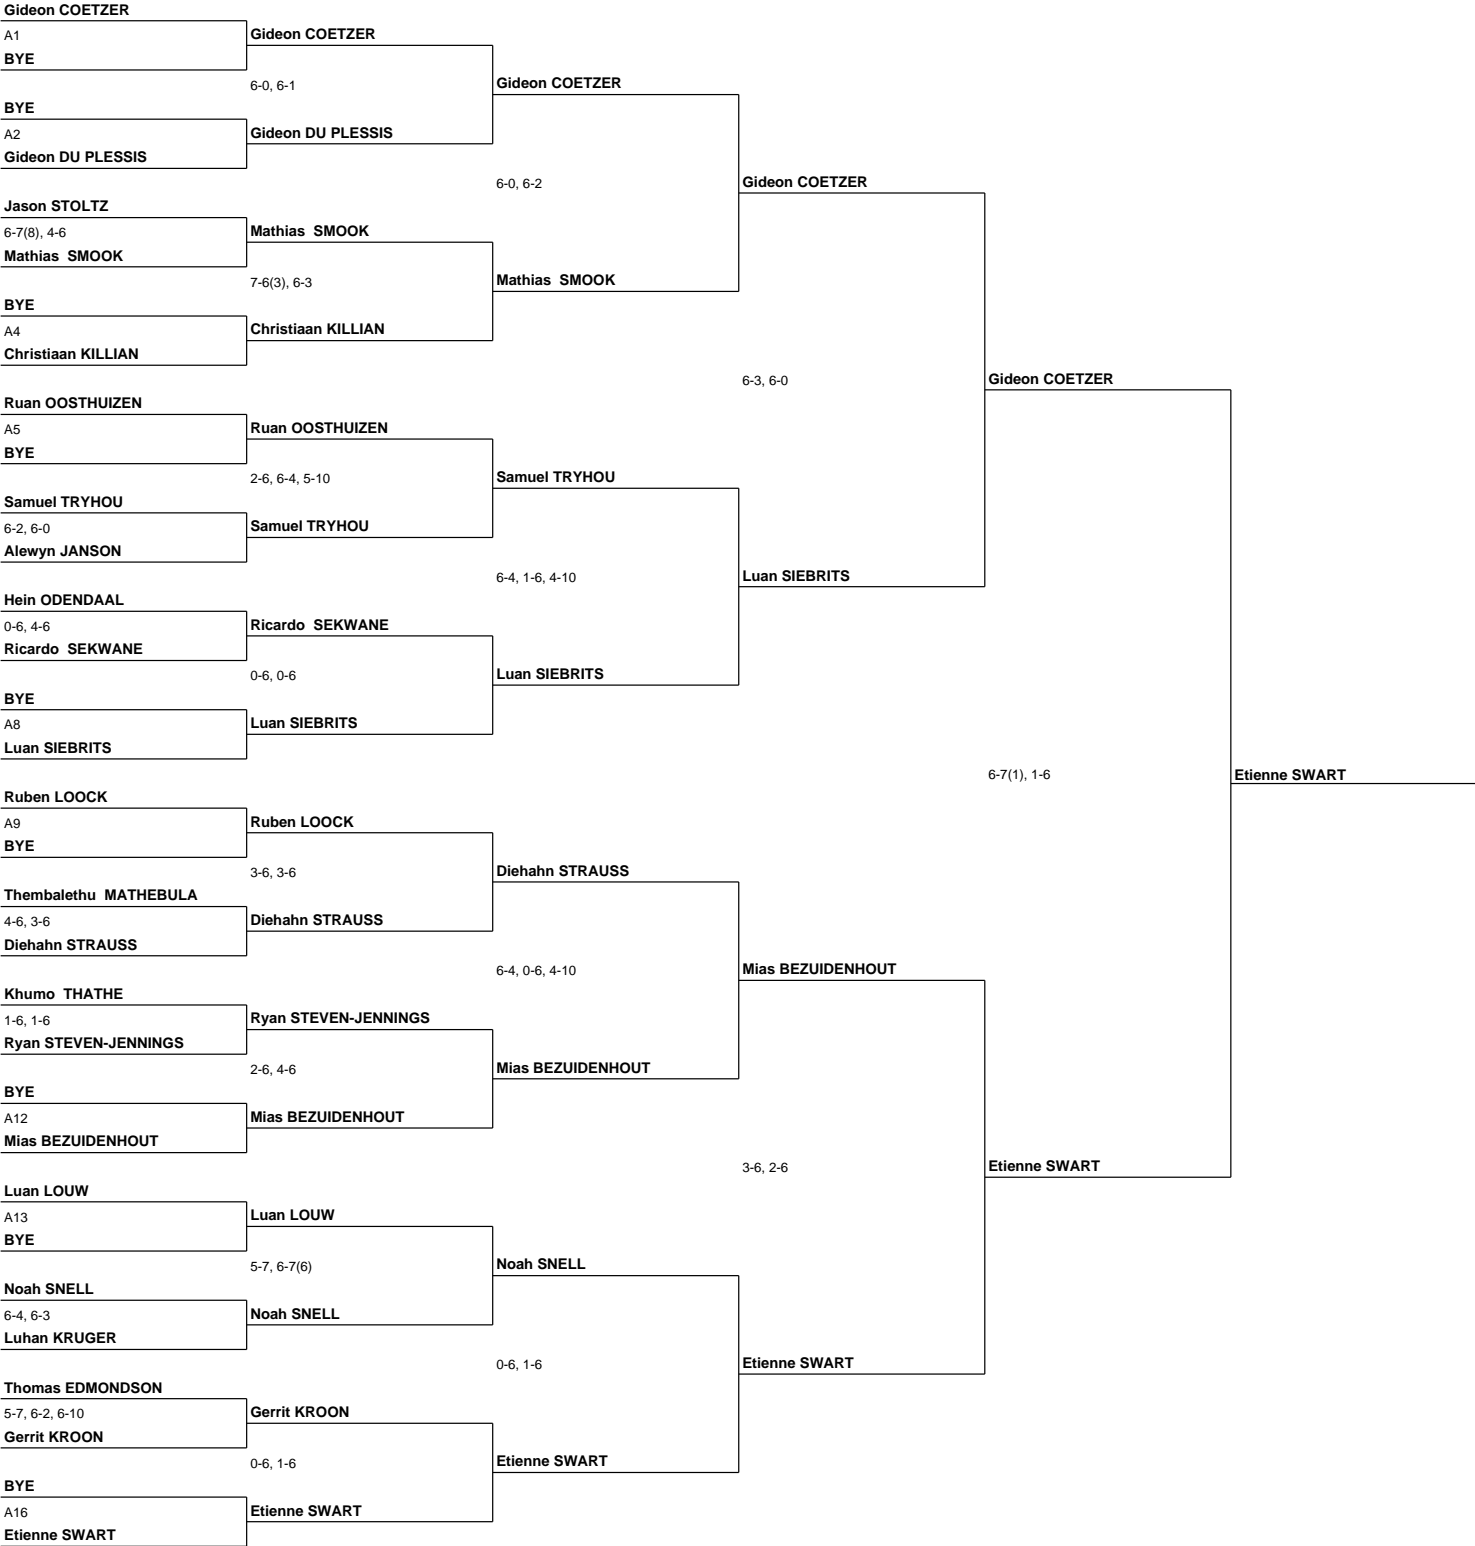 Gideon COETZER
A1
BYE
BYE
A2
Gideon DU PLESSIS
Jason STOLTZ
6-7(8), 4-6
Mathias  SMOOK
BYE
A4
Christiaan KILLIAN
Ruan OOSTHUIZEN
A5
BYE
Samuel TRYHOU
6-2, 6-0
Alewyn JANSON
Hein ODENDAAL
0-6, 4-6
Ricardo  SEKWANE
BYE
A8
Luan SIEBRITS
Ruben LOOCK
A9
BYE
Thembalethu  MATHEBULA
4-6, 3-6
Diehahn STRAUSS
Khumo  THATHE
1-6, 1-6
Ryan STEVEN-JENNINGS
BYE
A12
Mias BEZUIDENHOUT
Luan LOUW
A13
BYE
Noah SNELL
6-4, 6-3
Luhan KRUGER
Thomas EDMONDSON
5-7, 6-2, 6-10
Gerrit KROON
BYE
A16
Etienne SWART
Gideon COETZER
6-0, 6-1
Gideon DU PLESSIS
Mathias  SMOOK
7-6(3), 6-3
Christiaan KILLIAN
Ruan OOSTHUIZEN
2-6, 6-4, 5-10
Samuel TRYHOU
Ricardo  SEKWANE
0-6, 0-6
Luan SIEBRITS
Ruben LOOCK
3-6, 3-6
Diehahn STRAUSS
Ryan STEVEN-JENNINGS
2-6, 4-6
Mias BEZUIDENHOUT
Luan LOUW
5-7, 6-7(6)
Noah SNELL
Gerrit KROON
0-6, 1-6
Etienne SWART
Gideon COETZER
6-0, 6-2
Mathias  SMOOK
Samuel TRYHOU
6-4, 1-6, 4-10
Luan SIEBRITS
Diehahn STRAUSS
6-4, 0-6, 4-10
Mias BEZUIDENHOUT
Noah SNELL
0-6, 1-6
Etienne SWART
Gideon COETZER
6-3, 6-0
Luan SIEBRITS
Mias BEZUIDENHOUT
3-6, 2-6
Etienne SWART
Gideon COETZER
6-7(1), 1-6
Etienne SWART
Etienne SWART